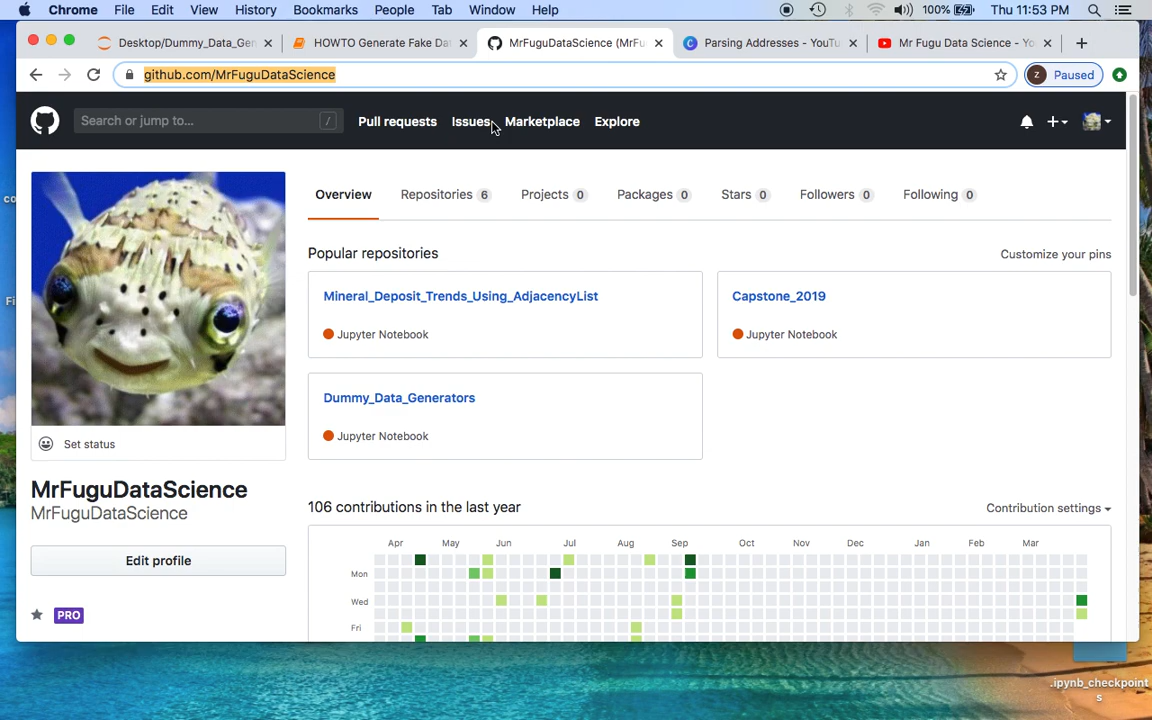 Chrome File Edit View History Bookmarks People Tab Window Help 100% Thu 11:53 PM
Desktop/Dummy_Data_Gen × HOWTO Generate Fake Da × MrFuguDataScience (MrFu × Parsing Addresses - YouTu × Mr Fugu Data Science - Yo × +
github.com/MrFuguDataScience Z Paused
Search or jump to... / Pull requests Issues Marketplace Explore
Overview Repositories 6 Projects 0 Packages 0 Stars 0 Followers 0 Following 0
Popular repositories Customize your pins
Mineral_Deposit_Trends_Using_AdjacencyList Capstone_2019
Jupyter Notebook Jupyter Notebook
Dummy_Data_Generators
Jupyter Notebook
Set status
MrFuguDataScience
MrFuguDataScience
Edit profile
PRO
106 contributions in the last year Contribution settings
Apr May Jun Jul Aug Sep Oct Nov Dec Jan Feb Mar
Mon
Wed
Fri
co
Fi
.ipynb_checkpoint
s